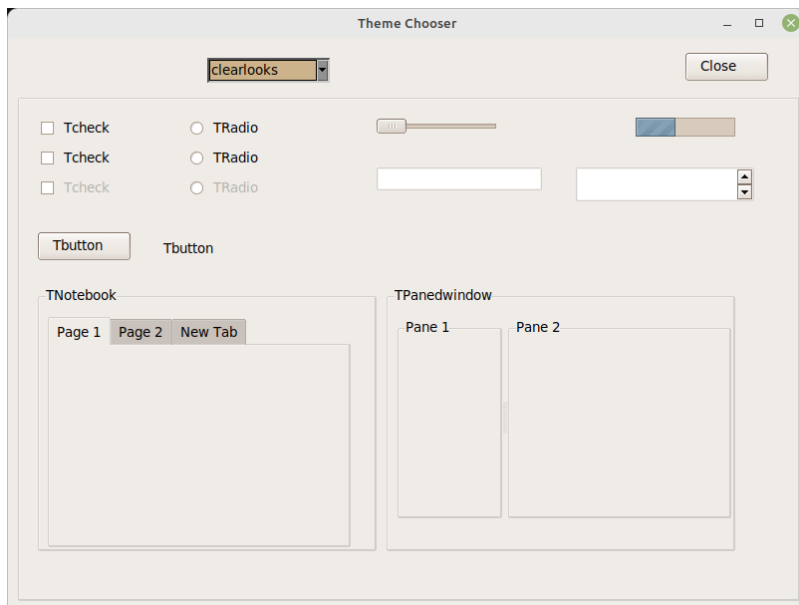 Theme Chooser
clearlooks
Close
Tcheck TRadio
Tcheck TRadio
Tcheck TRadio
Tbutton Tbutton
TNotebook TPanedwindow
Page 1 Page 2 New Tab Pane 1 Pane 2